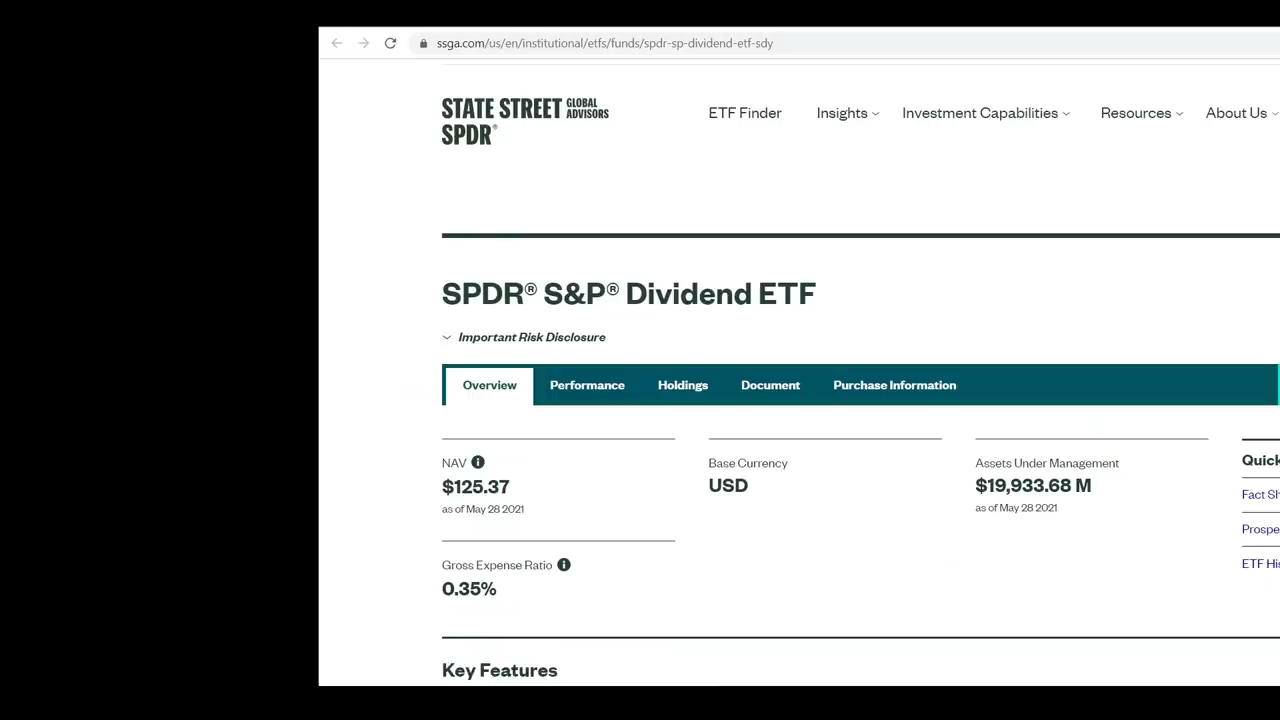 ssga.com/us/en/institutional/etfs/funds/spdr-sp-dividend-etf-sdy
STATE STREET GLOBAL ADVISORS
SPDR®
ETF Finder Insights Investment Capabilities Resources About Us
SPDR® S&P® Dividend ETF
Important Risk Disclosure
Overview Performance Holdings Document Purchase Information
NAV
$125.37
as of May 28 2021
Base Currency
USD
Assets Under Management
$19,933.68 M
as of May 28 2021
Gross Expense Ratio
0.35%
Quick
Fact Sh
Prospe
ETF His
Key Features